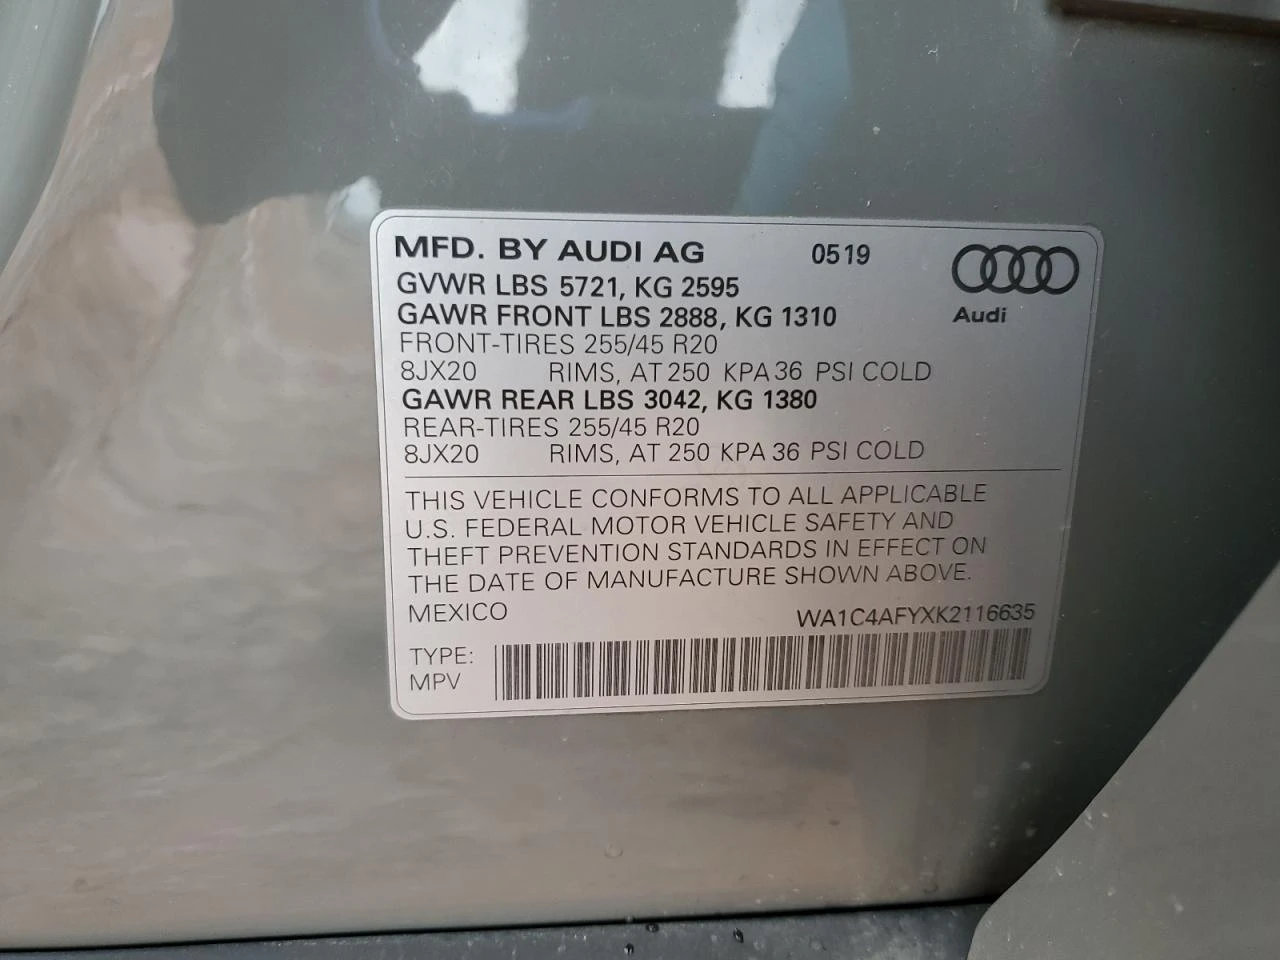 MFD. BY AUDI AG 0519
GVWR LBS 5721, KG 2595
GAWR FRONT LBS 2888, KG 1310
Audi
FRONT-TIRES 255/45 R20
8JX20 RIMS, AT 250 KPA 36 PSI COLD
GAWR REAR LBS 3042, KG 1380
REAR-TIRES 255/45 R20
8JX20 RIMS, AT 250 KPA 36 PSI COLD
THIS VEHICLE CONFORMS TO ALL APPLICABLE
U.S. FEDERAL MOTOR VEHICLE SAFETY AND
THEFT PREVENTION STANDARDS IN EFFECT ON
THE DATE OF MANUFACTURE SHOWN ABOVE.
MEXICO WA1C4AFYXK2116635
TYPE:
MPV